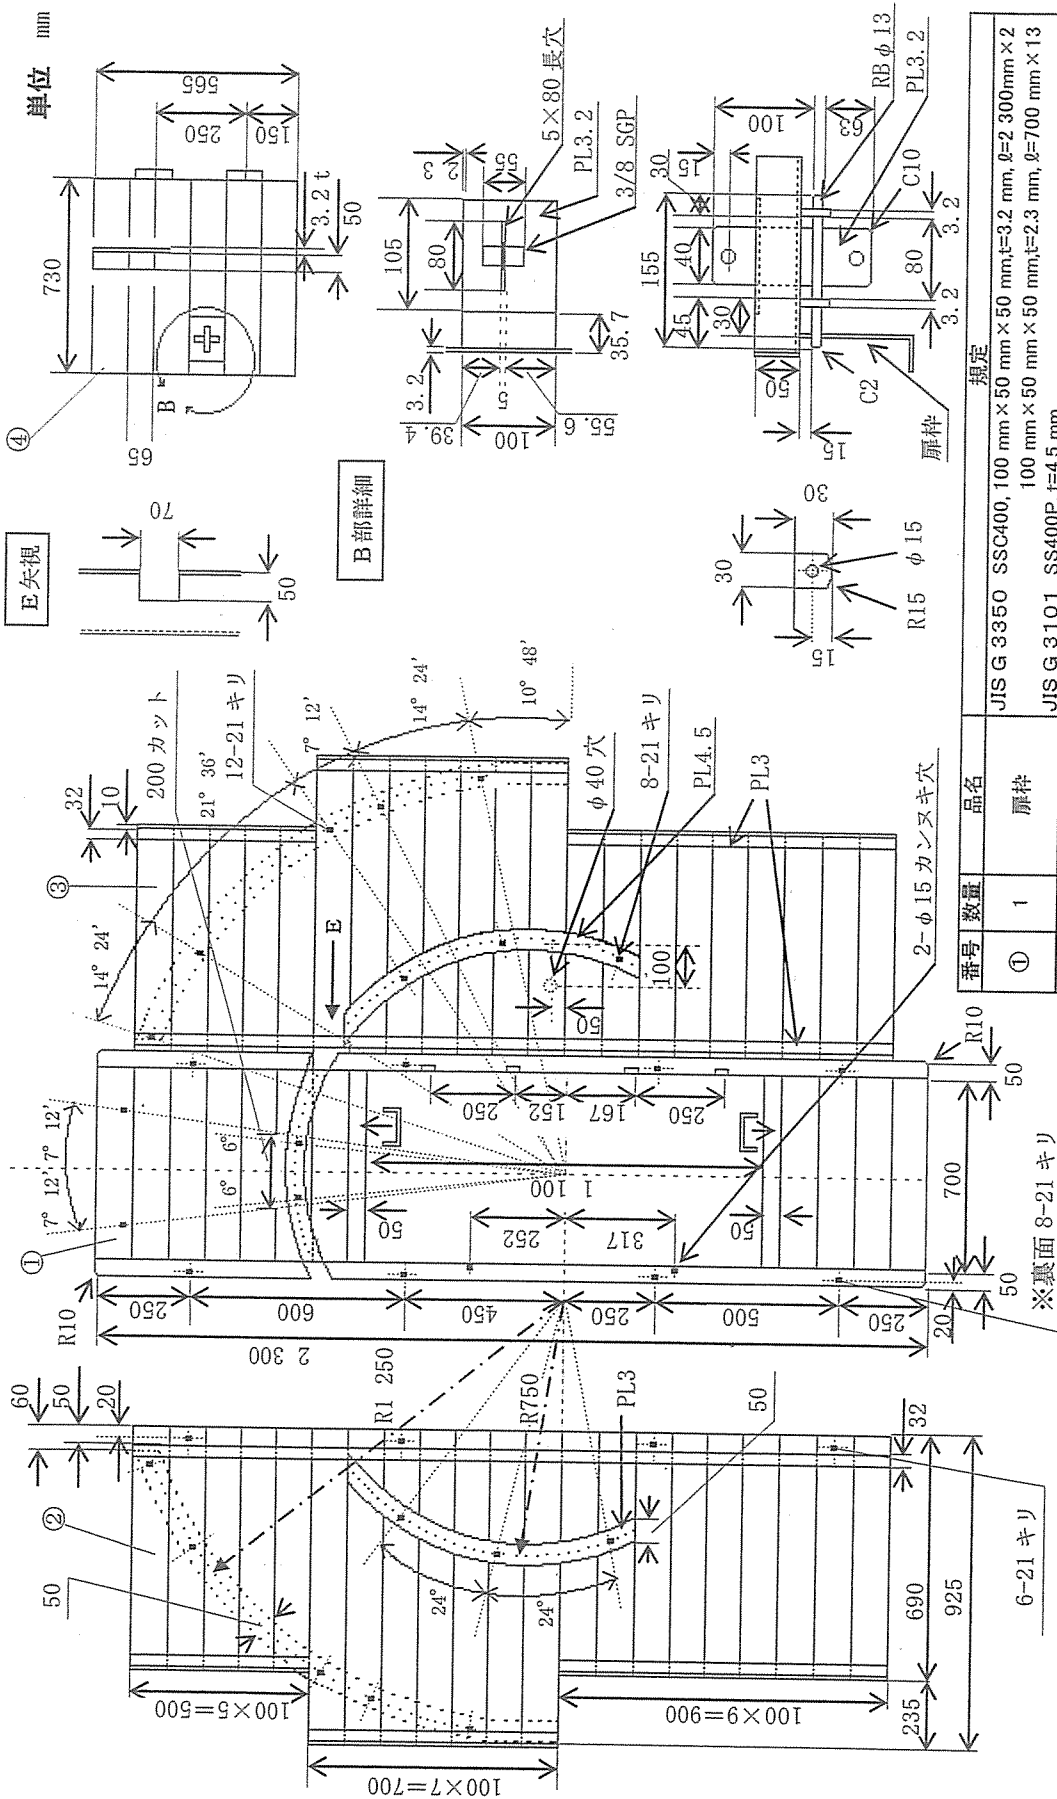 単位 mm
④
730
565
250
150
3.2 t
50
65
B
E矢視
70
50
B部詳細
105
80
2.3
55
5×80 長穴
PL3.2
3/8 SGP
35.7
3.2
39.4
5
100
55.6
155
45
40
30
30
15
100
63
RBφ13
PL3.2
C10
3.2
80
3.2
50
15
C2
扉枠
30
30
15
R15
φ15
200 カット
12-21 キリ
32
10
③
14° 24'
21° 36'
7° 12'
14° 24'
10° 48'
E
φ40 穴
8-21 キリ
PL4.5
PL3
100
50
2-φ15 カンヌキ穴
①
R10
7° 12'
7° 12'
6°
6°
250
152
167
250
1 100
50
50
252
317
250
600
450
250
500
250
2 300
20
50
700
50
R10
※裏面 8-21 キリ
60
50
20
②
50
R1 250
R750
PL3
50
24°
24°
32
100×5=500
100×7=700
100×9=900
235
690
925
6-21 キリ
番号 数量 品名 規定
① 1 扉枠 JIS G 3350 SSC400, 100 mm×50 mm,t=3.2 mm, ℓ=2 300mm×2
100 mm×50 mm,t=2.3 mm, ℓ=700 mm×13
JIS G 3101 SS400P, t=4.5 mm